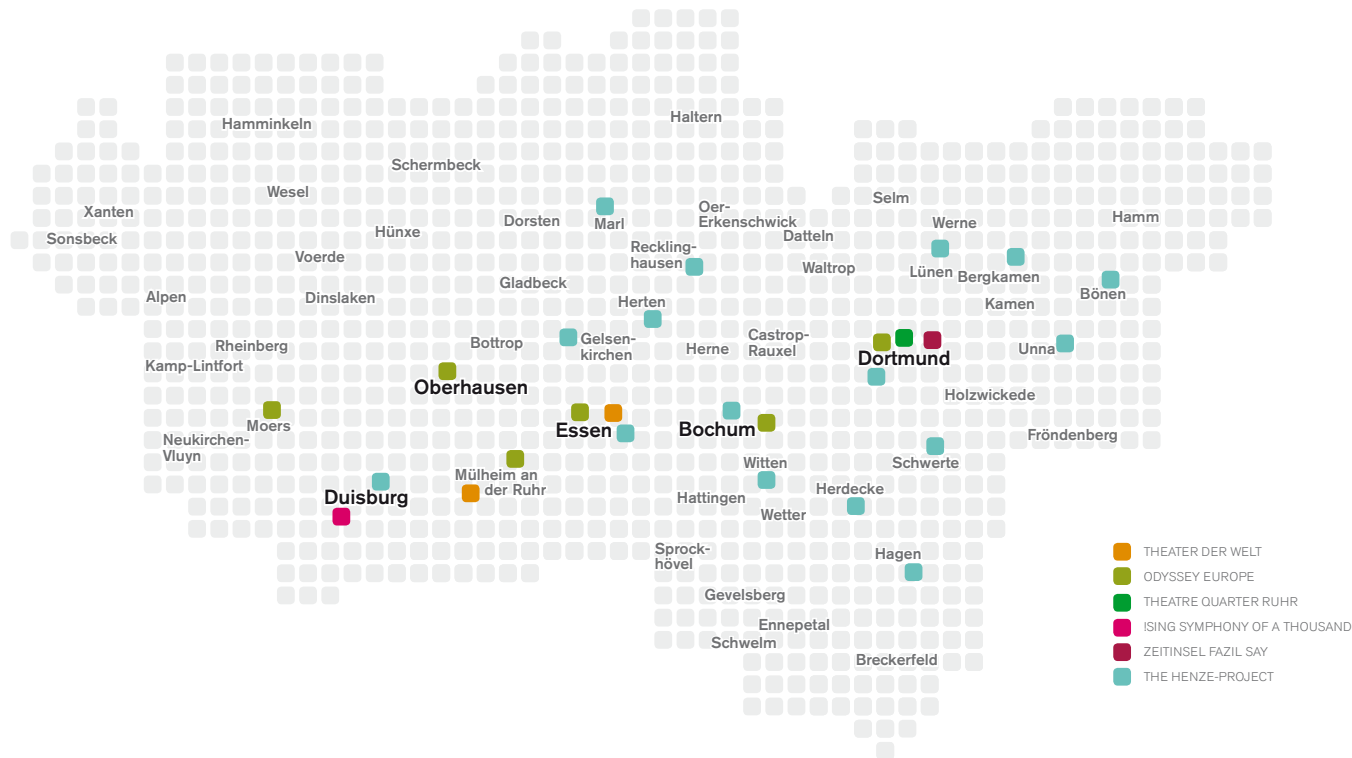 Haltern
Hamminkeln
Schermbeck
Wesel
Selm
Xanten
Oer-
Erkenschwick
Hamm
Dorsten
Marl
Werne
Hünxe
Datteln
Sonsbeck
Reckling-
hausen
Voerde
Waltrop
Lünen
Bergkamen
Gladbeck
Alpen
Dinslaken
Herten
Bönen
Kamen
Castrop-
Rauxel
Gelsen-
kirchen
Bottrop
Rheinberg
Herne
Unna
Dortmund
Kamp-Lintfort
Oberhausen
Holzwickede
Moers
Essen
Bochum
Fröndenberg
Neukirchen-
Vluyn
Witten
Schwerte
Mülheim an
der Ruhr
Duisburg
Hattingen
Herdecke
Wetter
Sprock-
hövel
Hagen
Gevelsberg
Ennepetal
Schwelm
Breckerfeld
THEATER DER WELT
ODYSSEY EUROPE
THEATRE QUARTER RUHR
ISING SYMPHONY OF A THOUSAND
ZEITINSEL FAZIL SAY
THE HENZE-PROJECT